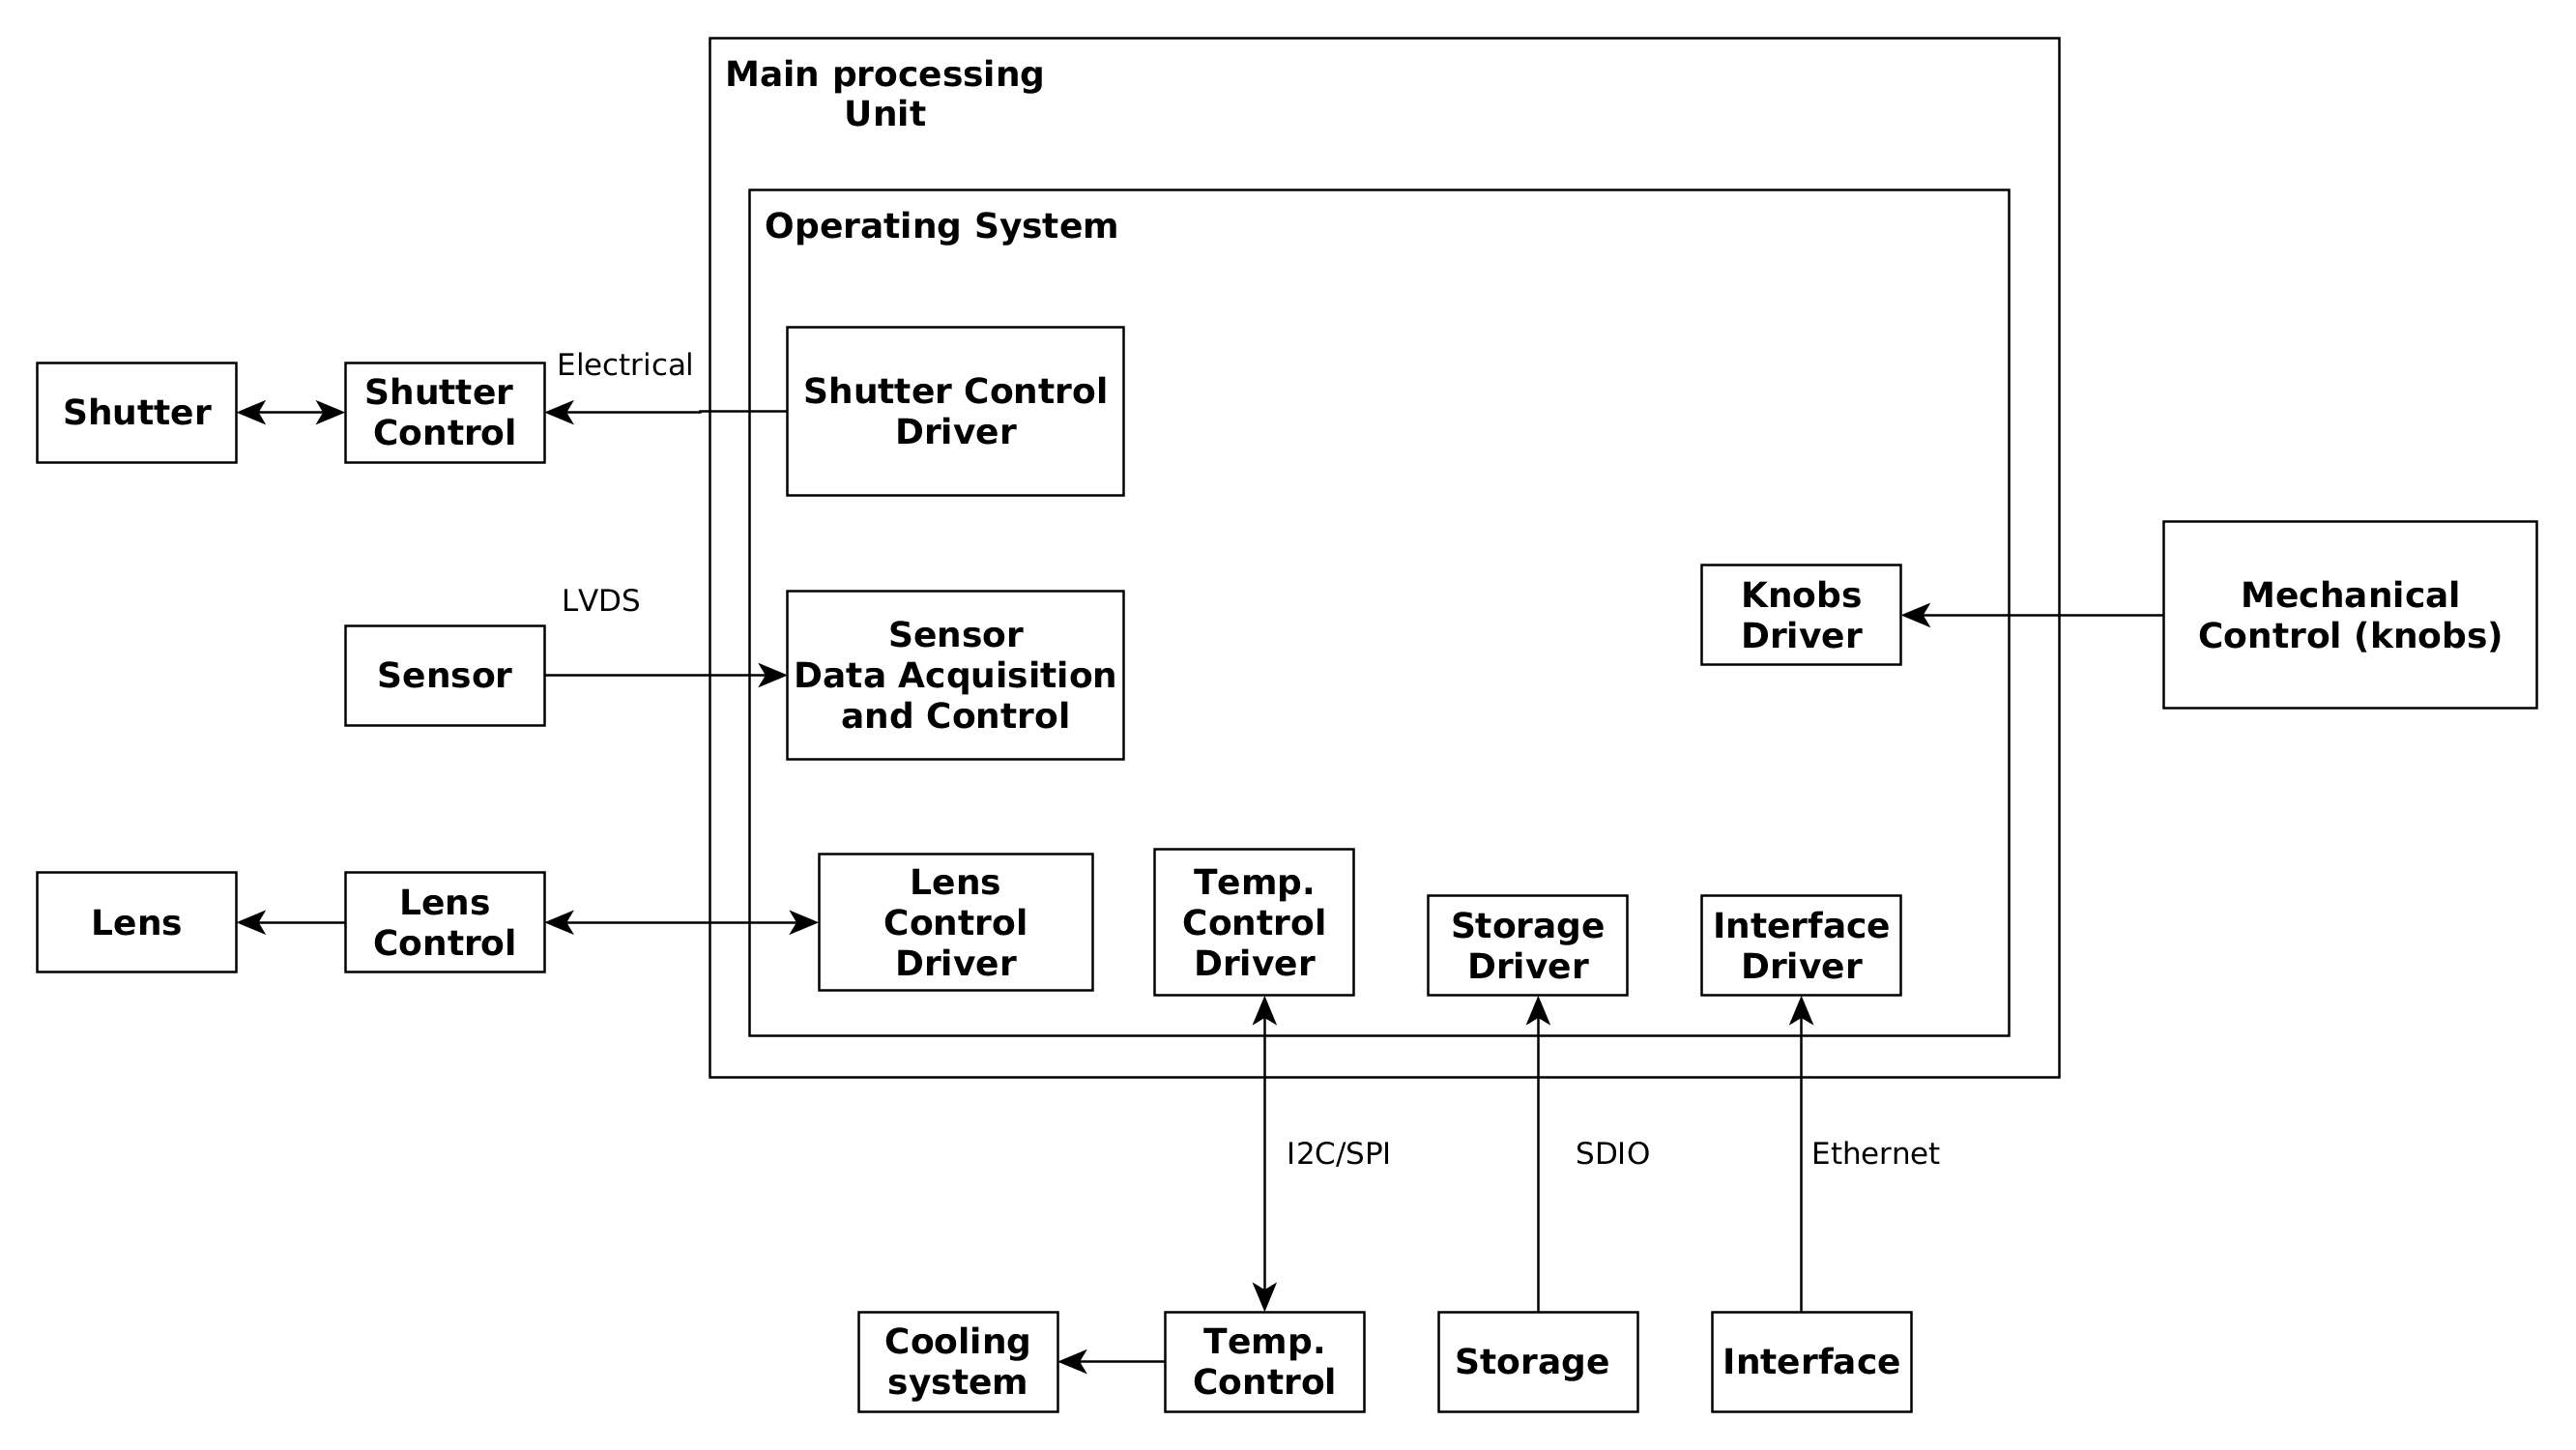 Main processing
Unit
Operating System
Shutter
Shutter
Control
Electrical
Shutter Control
Driver
Sensor
LVDS
Sensor
Data Acquisition
and Control
Knobs
Driver
Mechanical
Control (knobs)
Lens
Lens
Control
Lens
Control
Driver
Temp.
Control
Driver
Storage
Driver
Interface
Driver
I2C/SPI
SDIO
Ethernet
Cooling
system
Temp.
Control
Storage
Interface